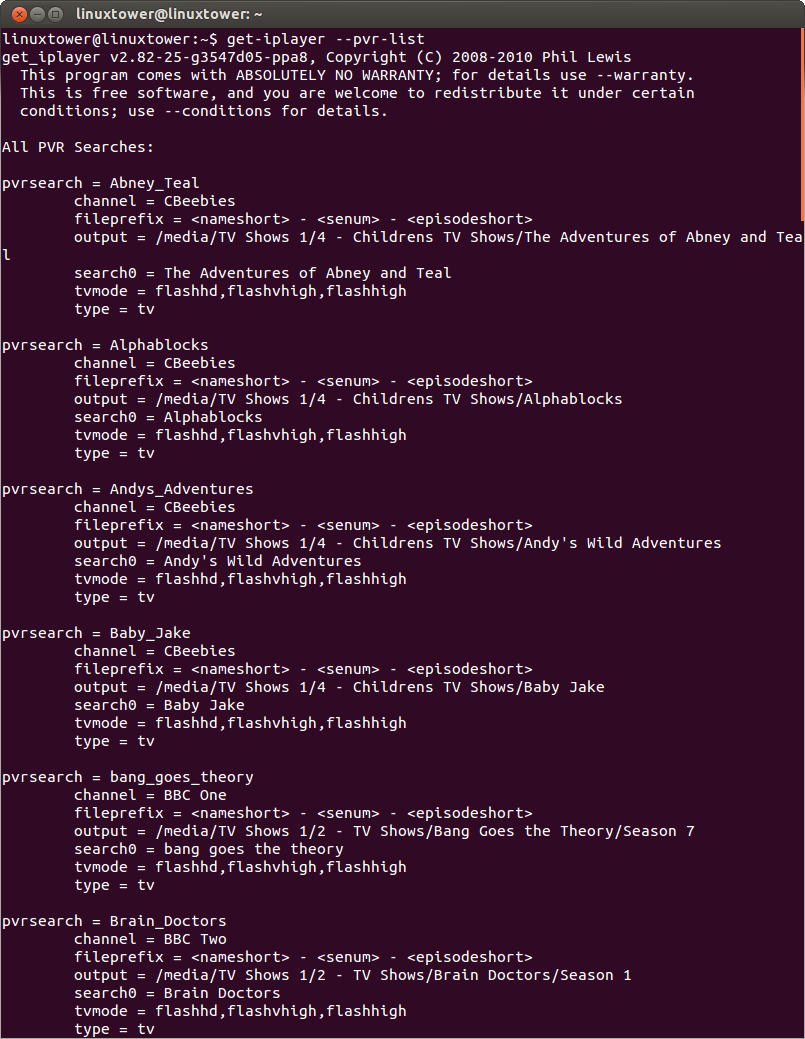 linuxtower@linuxtower: ~
linuxtower@linuxtower:~$ get-iplayer --pvr-list
get_iplayer v2.82-25-g3547d05-ppa8, Copyright (C) 2008-2010 Phil Lewis
  This program comes with ABSOLUTELY NO WARRANTY; for details use --warranty.
  This is free software, and you are welcome to redistribute it under certain
  conditions; use --conditions for details.

All PVR Searches:

pvrsearch = Abney_Teal
        channel = CBeebies
        fileprefix = <nameshort> - <senum> - <episodeshort>
        output = /media/TV Shows 1/4 - Childrens TV Shows/The Adventures of Abney and Tea
l
        search0 = The Adventures of Abney and Teal
        tvmode = flashhd,flashvhigh,flashhigh
        type = tv

pvrsearch = Alphablocks
        channel = CBeebies
        fileprefix = <nameshort> - <senum> - <episodeshort>
        output = /media/TV Shows 1/4 - Childrens TV Shows/Alphablocks
        search0 = Alphablocks
        tvmode = flashhd,flashvhigh,flashhigh
        type = tv

pvrsearch = Andys_Adventures
        channel = CBeebies
        fileprefix = <nameshort> - <senum> - <episodeshort>
        output = /media/TV Shows 1/4 - Childrens TV Shows/Andy's Wild Adventures
        search0 = Andy's Wild Adventures
        tvmode = flashhd,flashvhigh,flashhigh
        type = tv

pvrsearch = Baby_Jake
        channel = CBeebies
        fileprefix = <nameshort> - <senum> - <episodeshort>
        output = /media/TV Shows 1/4 - Childrens TV Shows/Baby Jake
        search0 = Baby Jake
        tvmode = flashhd,flashvhigh,flashhigh
        type = tv

pvrsearch = bang_goes_theory
        channel = BBC One
        fileprefix = <nameshort> - <senum> - <episodeshort>
        output = /media/TV Shows 1/2 - TV Shows/Bang Goes the Theory/Season 7
        search0 = bang goes the theory
        tvmode = flashhd,flashvhigh,flashhigh
        type = tv

pvrsearch = Brain_Doctors
        channel = BBC Two
        fileprefix = <nameshort> - <senum> - <episodeshort>
        output = /media/TV Shows 1/2 - TV Shows/Brain Doctors/Season 1
        search0 = Brain Doctors
        tvmode = flashhd,flashvhigh,flashhigh
        type = tv